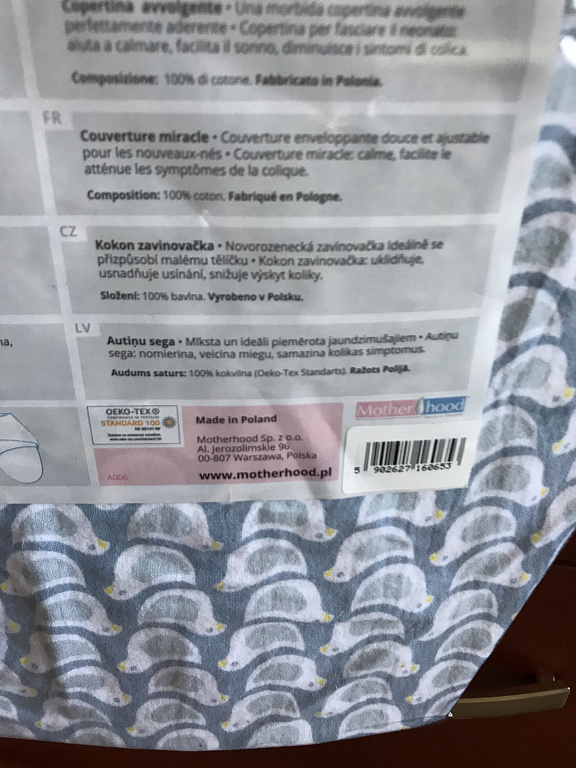 Copertina avvolgente • Una morbida copertina avvolgente
perfettamente aderente • Copertina per fasciare il neonato:
aiuta a calmare, facilita il sonno, diminuisce i sintomi di colica.
Composizione: 100% di cotone. Fabbricato in Polonia.
FR
Couverture miracle • Couverture enveloppante douce et ajustable
pour les nouveaux-nés • Couverture miracle: calme, facilite le
atténue les symptômes de la colique.
Composition: 100% coton. Fabriqué en Pologne.
CZ
Kokon zavinovačka • Novorozenecká zavinovačka ideálně se
přizpůsobí malému tělíčku • Kokon zavinovačka: uklidňuje,
usnadňuje usínání, snižuje výskyt koliky.
Složení: 100% bavlna. Vyrobeno v Polsku.
LV
na,
Autiņu sega • Mīksta un ideāli piemērota jaundzimušajiem • Autiņu
sega: nomierina, veicina miegu, samazina kolikas simptomus.
Audums saturs: 100% kokvilna (Oeko-Tex Standarts). Ražots Polijā.
OEKO-TEX®
STANDARD 100
Made in Poland
Motherhood Sp. z o.o.
Al. Jerozolimskie 96
00-807 Warszawa, Polska
www.motherhood.pl
A006
Motherhood
5 902627 160653